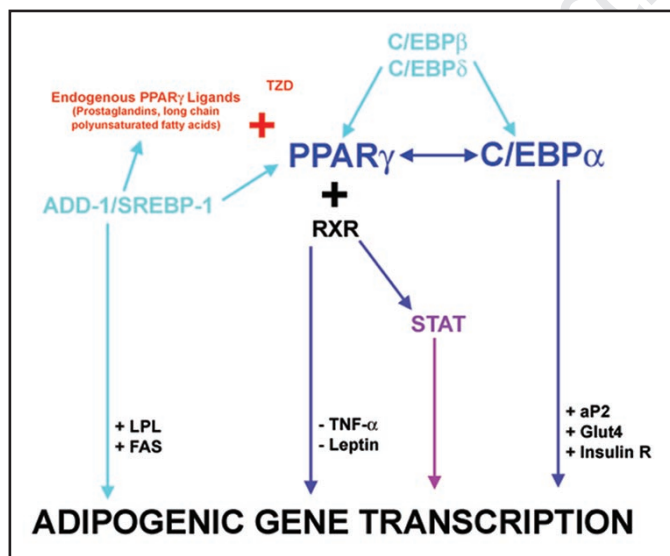 C/EBPβ
C/EBPδ
TZD
Endogenous PPARγ Ligands
(Prostaglandins, long chain
polyunsaturated fatty acids)
+
PPARγ
C/EBPα
+
ADD-1/SREBP-1
RXR
STAT
+ LPL
+ FAS
- TNF-α
- Leptin
+ aP2
+ Glut4
+ Insulin R
ADIPOGENIC GENE TRANSCRIPTION